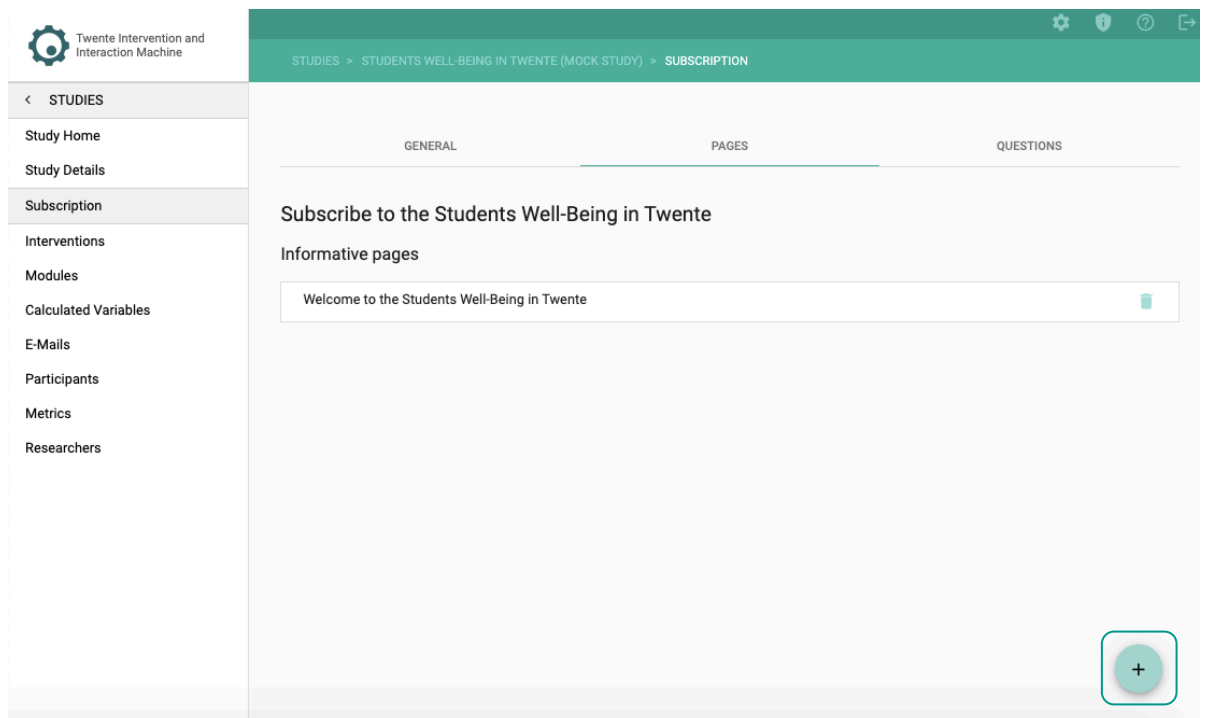 Twente Intervention and
Interaction Machine
STUDIES > STUDENTS WELL-BEING IN TWENTE (MOCK STUDY) > SUBSCRIPTION
< STUDIES
Study Home
Study Details
Subscription
Interventions
Modules
Calculated Variables
E-Mails
Participants
Metrics
Researchers
GENERAL PAGES QUESTIONS
Subscribe to the Students Well-Being in Twente
Informative pages
Welcome to the Students Well-Being in Twente
+